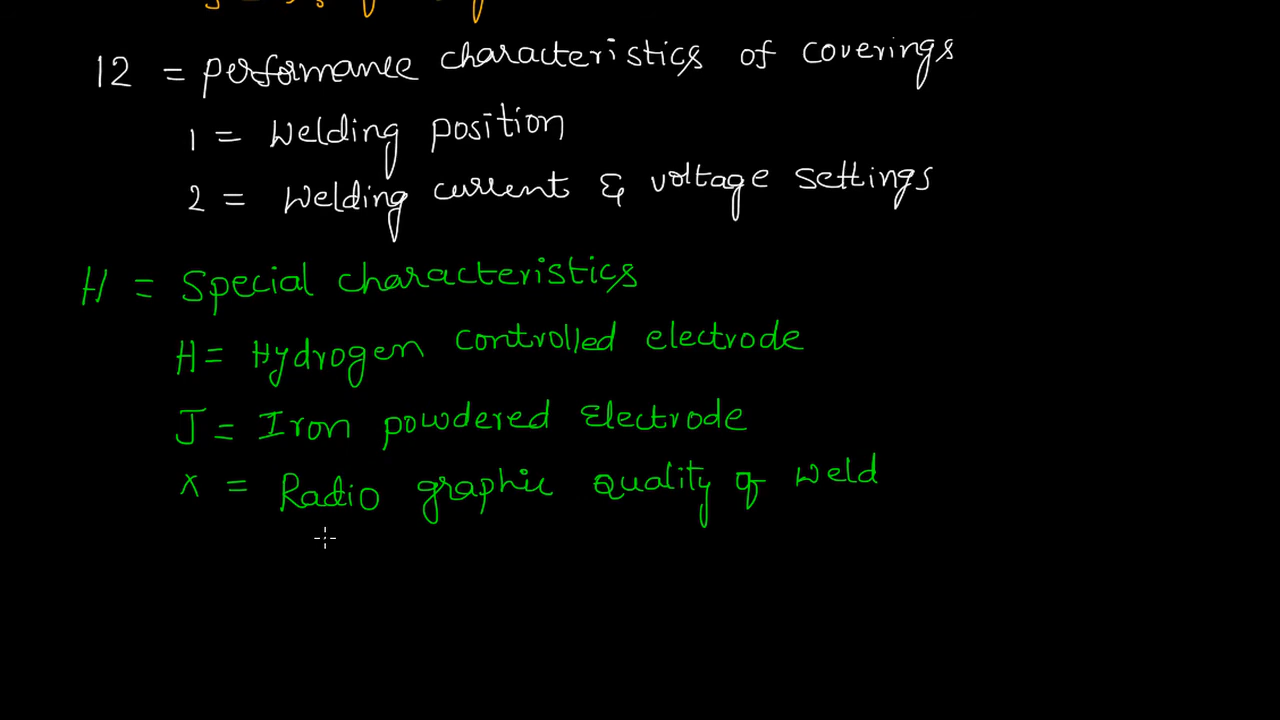 12 = performance characteristics of coverings
1 = Welding position
2 = Welding current & voltage settings
H = Special characteristics
H = Hydrogen controlled electrode
J = Iron powdered Electrode
X = Radio graphic quality of weld